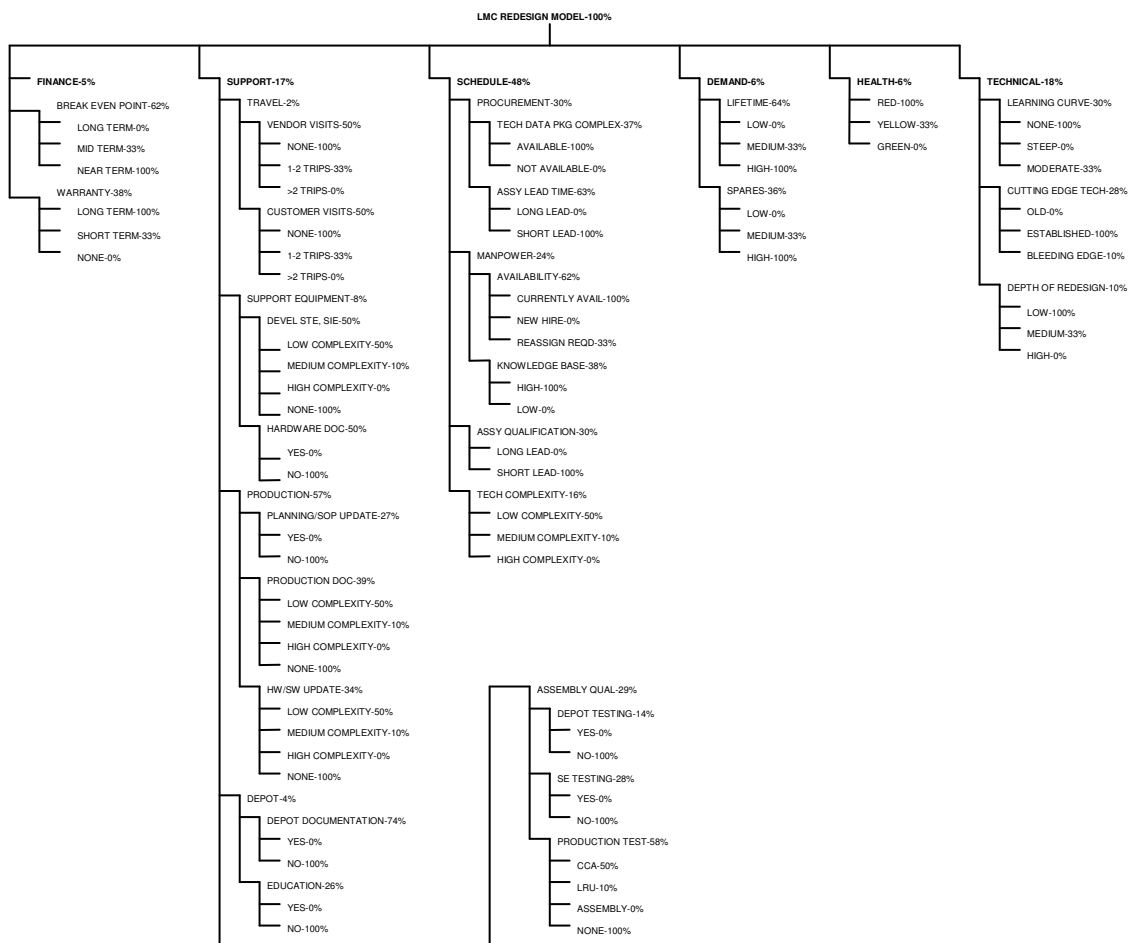 LMC REDESIGN MODEL-100%
FINANCE-5%
BREAK EVEN POINT-62%
LONG TERM-0%
MID TERM-33%
NEAR TERM-100%
WARRANTY-38%
LONG TERM-100%
SHORT TERM-33%
NONE-0%
SUPPORT-17%
TRAVEL-2%
VENDOR VISITS-50%
NONE-100%
1-2 TRIPS-33%
>2 TRIPS-0%
CUSTOMER VISITS-50%
NONE-100%
1-2 TRIPS-33%
>2 TRIPS-0%
SUPPORT EQUIPMENT-8%
DEVEL STE, SIE-50%
LOW COMPLEXITY-50%
MEDIUM COMPLEXITY-10%
HIGH COMPLEXITY-0%
NONE-100%
HARDWARE DOC-50%
YES-0%
NO-100%
PRODUCTION-57%
PLANNING/SOP UPDATE-27%
YES-0%
NO-100%
PRODUCTION DOC-39%
LOW COMPLEXITY-50%
MEDIUM COMPLEXITY-10%
HIGH COMPLEXITY-0%
NONE-100%
HW/SW UPDATE-34%
LOW COMPLEXITY-50%
MEDIUM COMPLEXITY-10%
HIGH COMPLEXITY-0%
NONE-100%
DEPOT-4%
DEPOT DOCUMENTATION-74%
YES-0%
NO-100%
EDUCATION-26%
YES-0%
NO-100%
ASSEMBLY QUAL-29%
DEPOT TESTING-14%
YES-0%
NO-100%
SE TESTING-28%
YES-0%
NO-100%
PRODUCTION TEST-58%
CCA-50%
LRU-10%
ASSEMBLY-0%
NONE-100%
SCHEDULE-48%
PROCUREMENT-30%
TECH DATA PKG COMPLEX-37%
AVAILABLE-100%
NOT AVAILABLE-0%
ASSY LEAD TIME-63%
LONG LEAD-0%
SHORT LEAD-100%
MANPOWER-24%
AVAILABILITY-62%
CURRENTLY AVAIL-100%
NEW HIRE-0%
REASSIGN REQD-33%
KNOWLEDGE BASE-38%
HIGH-100%
LOW-0%
ASSY QUALIFICATION-30%
LONG LEAD-0%
SHORT LEAD-100%
TECH COMPLEXITY-16%
LOW COMPLEXITY-50%
MEDIUM COMPLEXITY-10%
HIGH COMPLEXITY-0%
DEMAND-6%
LIFETIME-64%
LOW-0%
MEDIUM-33%
HIGH-100%
SPARES-36%
LOW-0%
MEDIUM-33%
HIGH-100%
HEALTH-6%
RED-100%
YELLOW-33%
GREEN-0%
TECHNICAL-18%
LEARNING CURVE-30%
NONE-100%
STEEP-0%
MODERATE-33%
CUTTING EDGE TECH-28%
OLD-0%
ESTABLISHED-100%
BLEEDING EDGE-10%
DEPTH OF REDESIGN-10%
LOW-100%
MEDIUM-33%
HIGH-0%